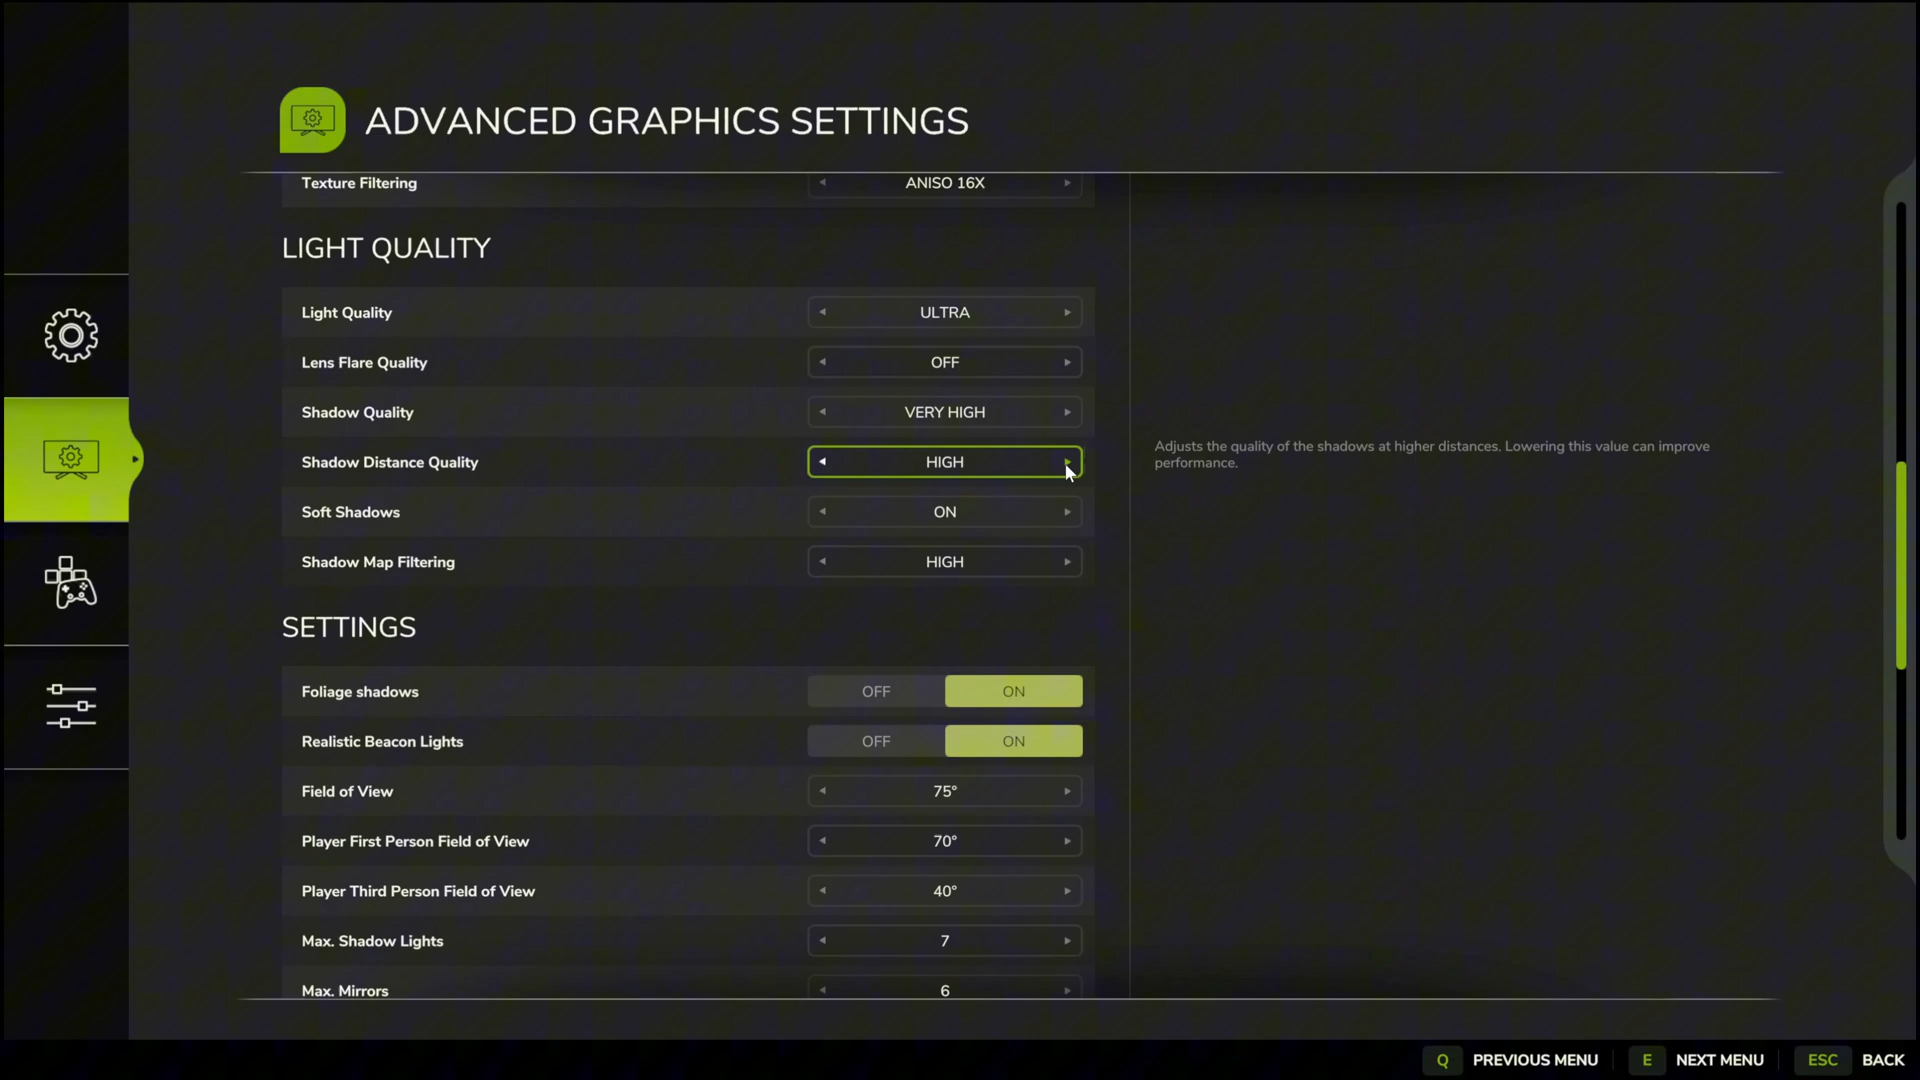 ADVANCED GRAPHICS SETTINGS
Texture Filtering ANISO 16X
LIGHT QUALITY
Light Quality ULTRA
Lens Flare Quality OFF
Shadow Quality VERY HIGH
Shadow Distance Quality HIGH
Adjusts the quality of the shadows at higher distances. Lowering this value can improve
performance.
Soft Shadows ON
Shadow Map Filtering HIGH
SETTINGS
Foliage shadows OFF ON
Realistic Beacon Lights OFF ON
Field of View 75°
Player First Person Field of View 70°
Player Third Person Field of View 40°
Max. Shadow Lights 7
Max. Mirrors 6
Q PREVIOUS MENU E NEXT MENU ESC BACK